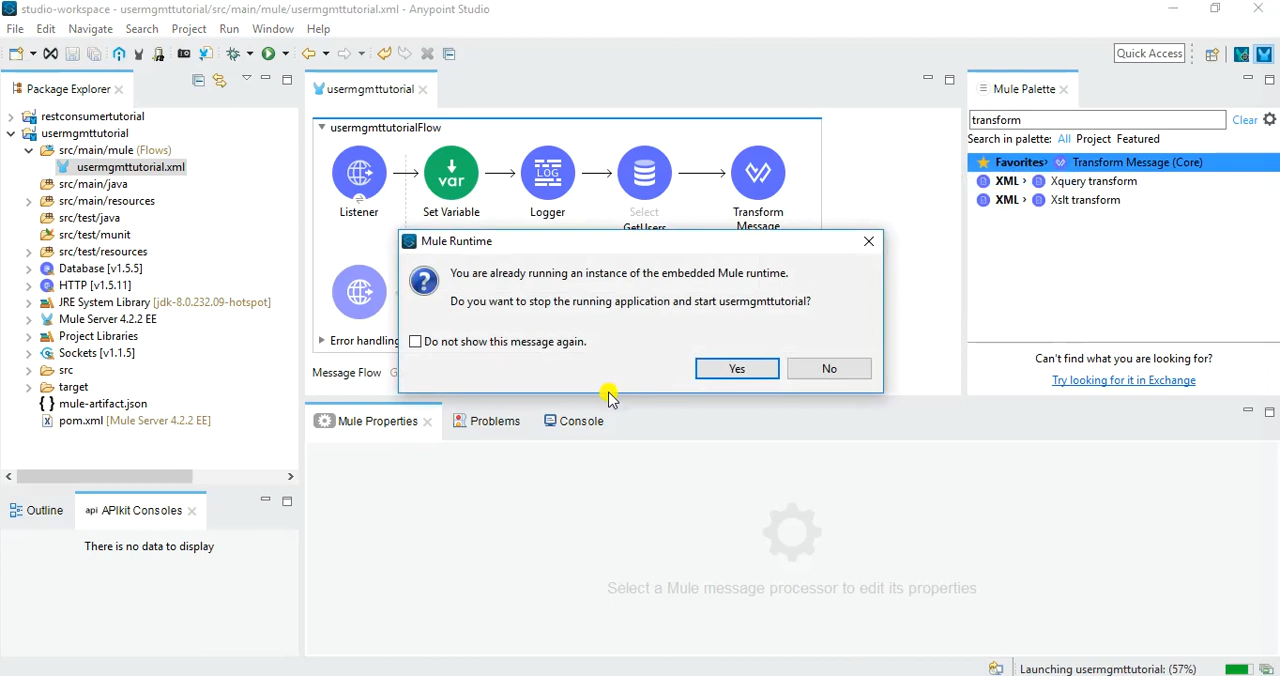 studio-workspace - usermgmttutorial/src/main/mule/usermgmttutorial.xml - Anypoint Studio
File Edit Navigate Search Project Run Window Help
Quick Access
Package Explorer
restconsumertutorial
usermgmttutorial
src/main/mule (Flows)
usermgmttutorial.xml
src/main/java
src/main/resources
src/test/java
src/test/munit
src/test/resources
Database [v1.5.5]
HTTP [v1.5.11]
JRE System Library [jdk-8.0.232.09-hotspot]
Mule Server 4.2.2 EE
Project Libraries
Sockets [v1.1.5]
src
target
mule-artifact.json
pom.xml [Mule Server 4.2.2 EE]
Outline
api APIkit Consoles
There is no data to display
usermgmttutorial
usermgmttutorialFlow
var
LOG
Listener
Set Variable
Logger
Select
GetUsers
Transform
Message
Error handling
Message Flow
Mule Runtime
You are already running an instance of the embedded Mule runtime.
Do you want to stop the running application and start usermgmttutorial?
Do not show this message again.
Yes
No
Mule Properties
Problems
Console
Select a Mule message processor to edit its properties
Mule Palette
transform
Clear
Search in palette: All Project Featured
Favorites› Transform Message (Core)
XML › Xquery transform
XML › Xslt transform
Can't find what you are looking for?
Try looking for it in Exchange
Launching usermgmttutorial: (57%)